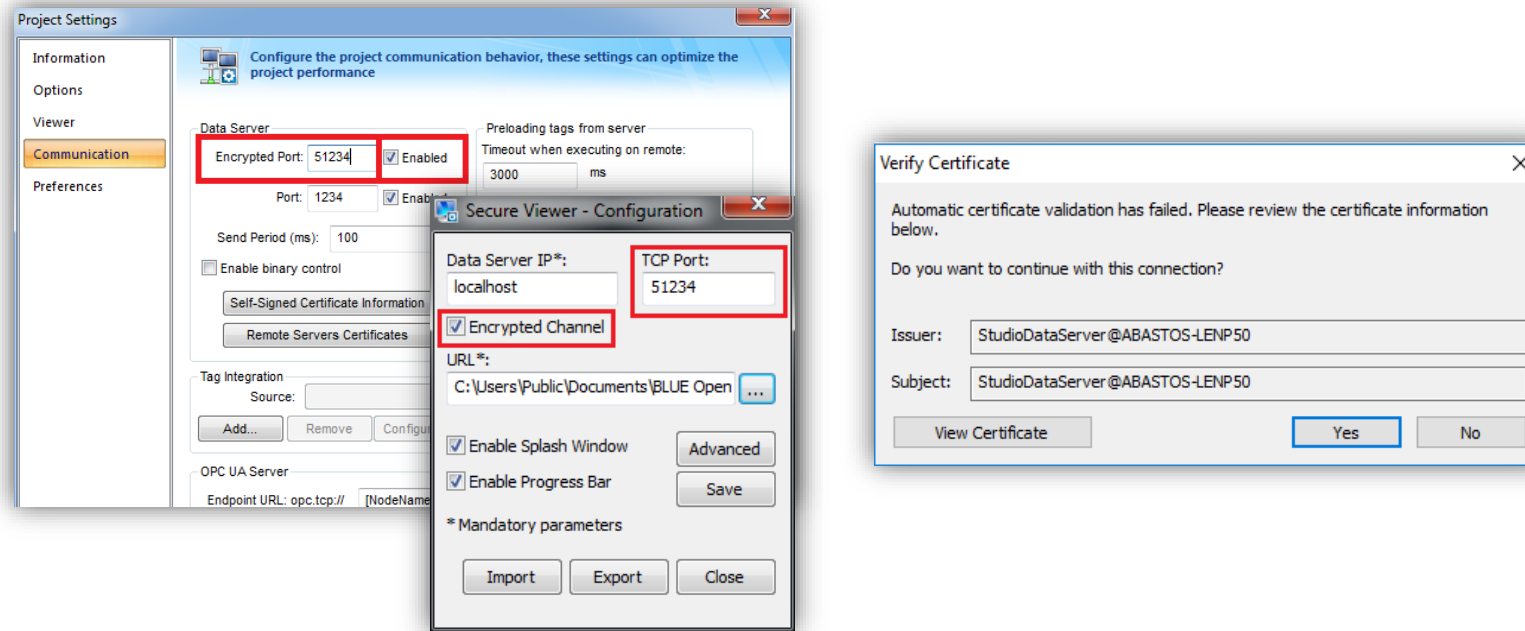 Project Settings
Information
Options
Viewer
Communication
Preferences
Configure the project communication behavior, these settings can optimize the
project performance
Data Server
Encrypted Port: 51234 Enabled
Port: 1234
Send Period (ms): 100
Enable binary control
Self-Signed Certificate Information
Remote Servers Certificates
Preloading tags from server
Timeout when executing on remote:
3000 ms
Tag Integration
Source:
Add... Remove
OPC UA Server
Endpoint URL: opc.tcp:// [NodeName
Secure Viewer - Configuration
Data Server IP*: TCP Port:
localhost 51234
Encrypted Channel
URL*:
C:\Users\Public\Documents\BLUE Open ...
Enable Splash Window Advanced
Enable Progress Bar Save
* Mandatory parameters
Import Export Close
Verify Certificate
Automatic certificate validation has failed. Please review the certificate information
below.
Do you want to continue with this connection?
Issuer: StudioDataServer@ABASTOS-LENP50
Subject: StudioDataServer@ABASTOS-LENP50
View Certificate Yes No